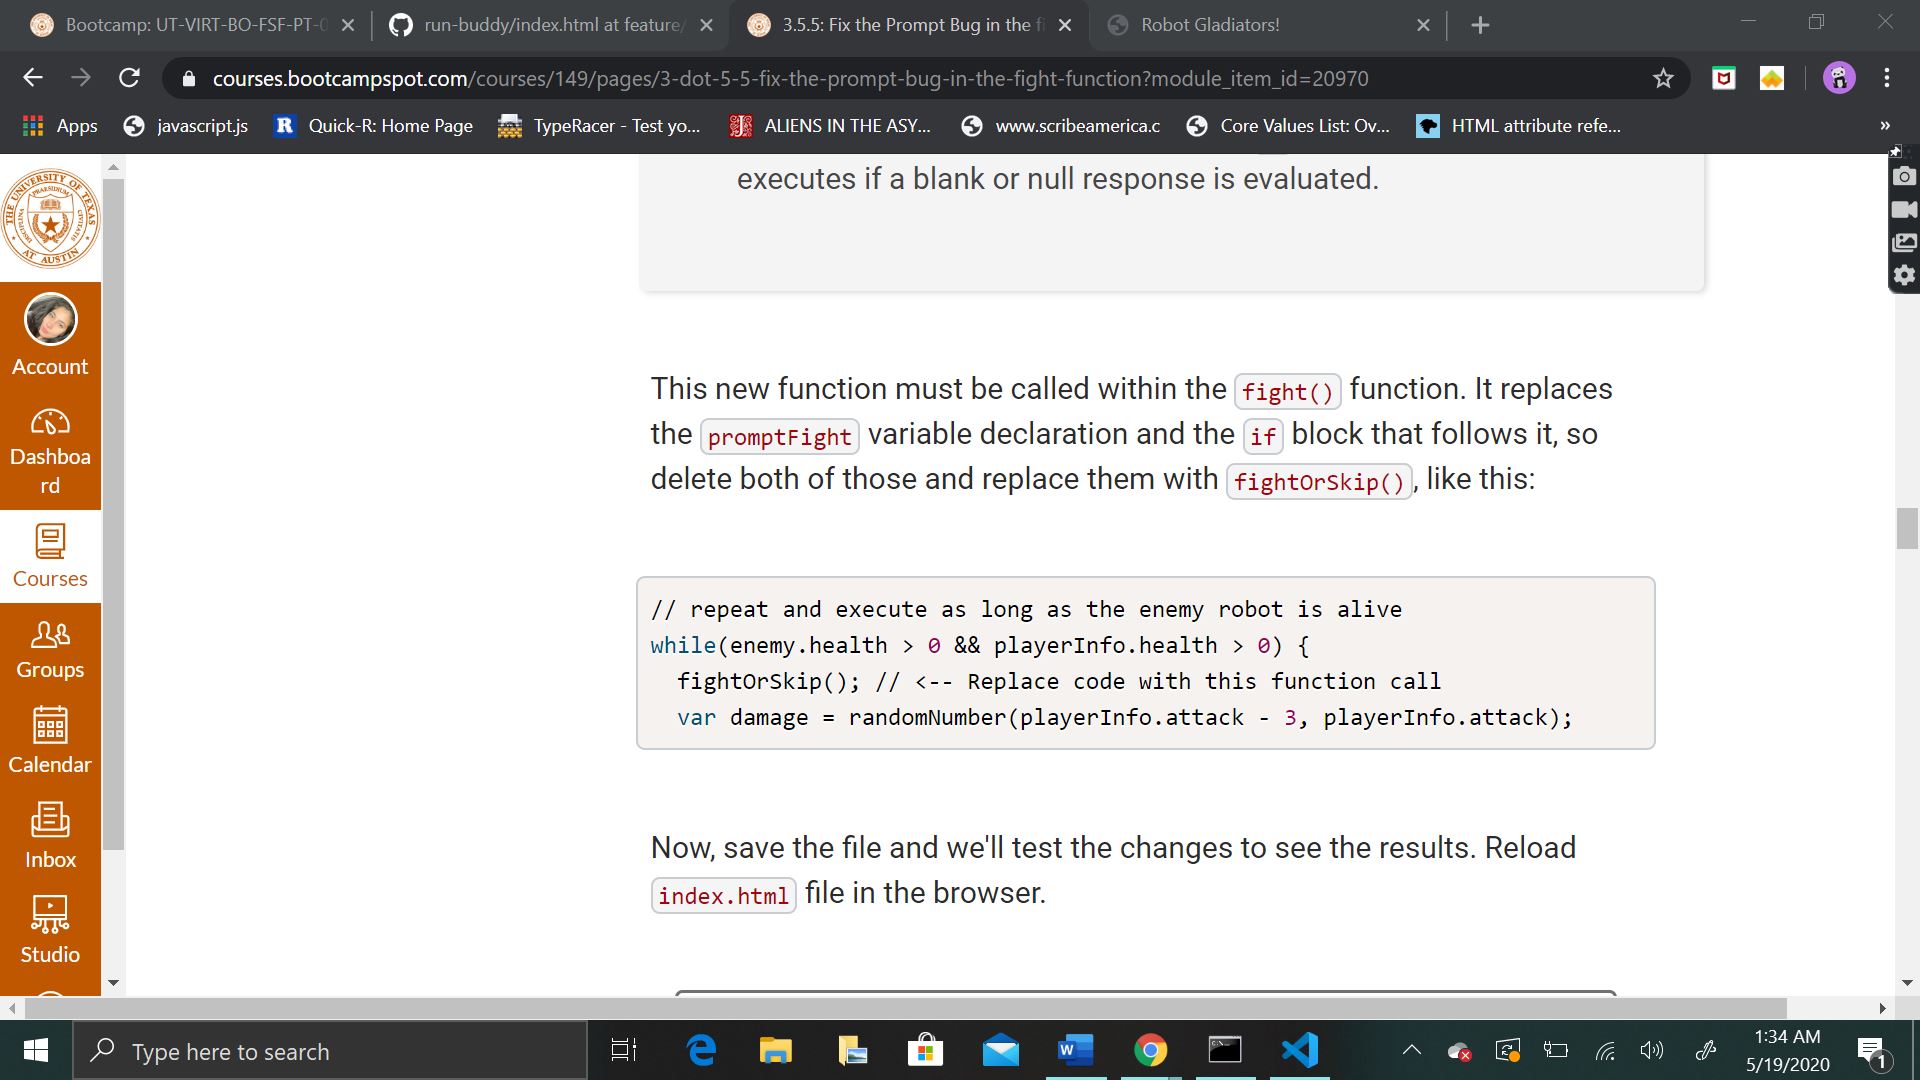 Bootcamp: UT-VIRT-BO-FSF-PT-0
run-buddy/index.html at feature/
3.5.5: Fix the Prompt Bug in the fi
Robot Gladiators!
courses.bootcampspot.com/courses/149/pages/3-dot-5-5-fix-the-prompt-bug-in-the-fight-function?module_item_id=20970
Apps
javascript.js
Quick-R: Home Page
TypeRacer - Test yo...
ALIENS IN THE ASY...
www.scribeamerica.c
Core Values List: Ov...
HTML attribute refe...
»
THE UNIVERSITY OF TEXAS
AT AUSTIN
Account
Dashboa
rd
Courses
Groups
Calendar
Inbox
Studio
executes if a blank or null response is evaluated.
This new function must be called within the fight() function. It replaces
the promptFight variable declaration and the if block that follows it, so
delete both of those and replace them with fightOrSkip(), like this:
// repeat and execute as long as the enemy robot is alive
while(enemy.health > 0 && playerInfo.health > 0) {
fightOrSkip(); // <-- Replace code with this function call
var damage = randomNumber(playerInfo.attack - 3, playerInfo.attack);
Now, save the file and we'll test the changes to see the results. Reload
index.html file in the browser.
Type here to search
1:34 AM
5/19/2020
1